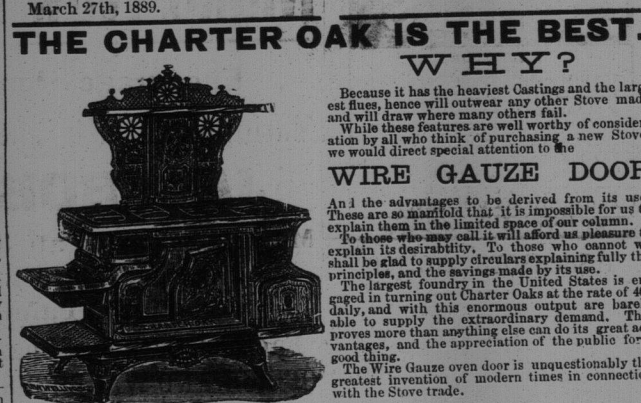 March 27th, 1889.
THE CHARTER OAK IS THE BEST.
WHY?
Because it has the heaviest Castings and the larg
est flues, hence will outwear any other Stove mad
and will draw where many others fail.
While these features are well worthy of consider
ation by all who think of purchasing a new Stov
we would direct special attention to the
WIRE GAUZE DOOR
And the advantages to be derived from its us
These are so manifold that it is impossible for us t
explain them in the limited space of our column.
To those who may call it will afford us pleasure
explain its desirabtlity. To those who cannot w
shall be glad to supply circulars explaining fully th
principles, and the savings made by its use.
The largest foundry in the United States is en
gaged in turning out Charter Oaks at the rate of 40
daily, and with this enormous output are bare
able to supply the extraordinary demand. Th
proves more than anything else can do its great ad
vantages, and the appreciation of the public for
good thing.
The Wire Gauze oven door is unquestionably th
greatest invention of modern times in connectio
with the Stove trade.